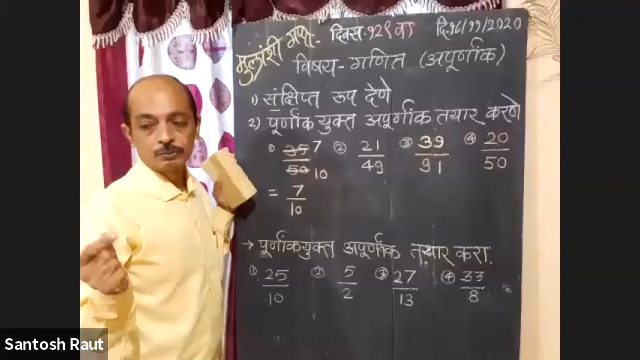 मुलांशी गप्पा- दिवस १२९ वा दि. १८/११/2020
विषय- गणित (अपूर्णांक)
१) संक्षिप्त रूप देणे
2) पूर्णांकयुक्त अपूर्णांक तयार करणे
① 35/50 7/10 ② 21/49 ③ 39/91 ④ 20/50
= 7/10
→ पूर्णांकयुक्त अपूर्णांक तयार करा.
① 25/10 ② 5/2 ③ 27/13 ④ 33/8
Santosh Raut